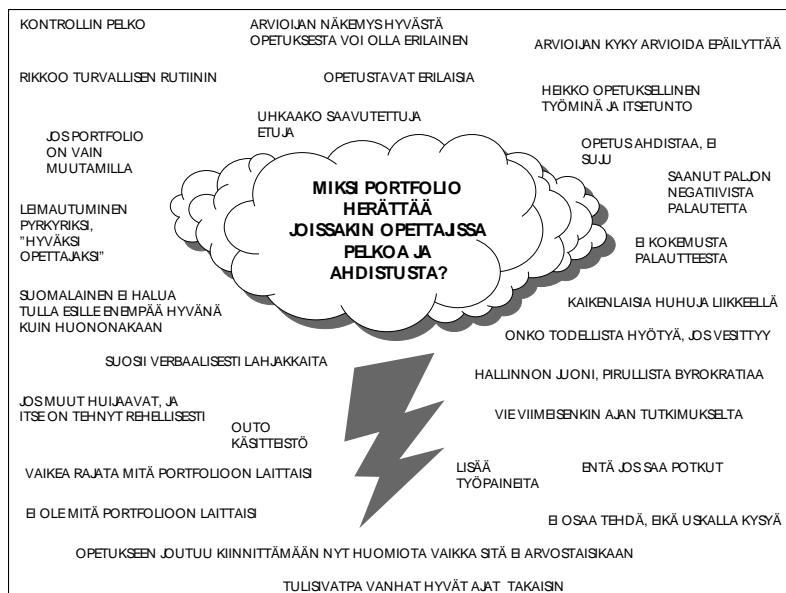 KONTROLLIN PELKO
ARVIOIJAN NÄKEMYS HYVÄSTÄ
OPETUKSESTA VOI OLLA ERILAINEN
ARVIOIJAN KYKY ARVIOIDA EPÄILYTTÄÄ
RIKKOO TURVALLISEN RUTIININ
OPETUSTAVAT ERILAISIA
HEIKKO OPETUKSELLINEN
TYÖMINÄ JA ITSETUNTO
UHKAAKO SAAVUTETTUJA
ETUJA
JOS PORTFOLIO
ON VAIN
MUUTAMILLA
OPETUS AHDISTAA, EI
SUJU
SAANUT PALJON
NEGATIIVISTA
PALAUTETTA
MIKSI PORTFOLIO
HERÄTTÄÄ
JOISSAKIN OPETTAJISSA
PELKOA JA
AHDISTUSTA?
LEIMAUTUMINEN
PYRKYRIKSI,
"HYVÄKSI
OPETTAJAKSI"
EI KOKEMUSTA
PALAUTTEESTA
SUOMALAINEN EI HALUA
TULLA ESILLE ENEMPÄÄ HYVÄNÄ
KUIN HUONONAKAAN
KAIKENLAISIA HUHUJA LIIKKEELLÄ
ONKO TODELLISTA HYÖTYÄ, JOS VESITTYY
SUOSII VERBAALISESTI LAHJAKKAITA
HALLINNON JUONI, PIRULLISTA BYROKRATIAA
JOS MUUT HUIJAAVAT, JA
ITSE ON TEHNYT REHELLISESTI
VIE VIIMEISENKIN AJAN TUTKIMUKSELTA
OUTO
KÄSITTEISTÖ
VAIKEA RAJATA MITÄ PORTFOLIOON LAITTAISI
LISÄÄ
TYÖPAINEITA
ENTÄ JOS SAA POTKUT
EI OLE MITÄ PORTFOLIOON LAITTAISI
EI OSAA TEHDÄ, EIKÄ USKALLA KYSYÄ
OPETUKSEEN JOUTUU KIINNITTÄMÄÄN NYT HUOMIOTA VAIKKA SITÄ EI ARVOSTAISIKAAN
TULISIVATPA VANHAT HYVÄT AJAT TAKAISIN